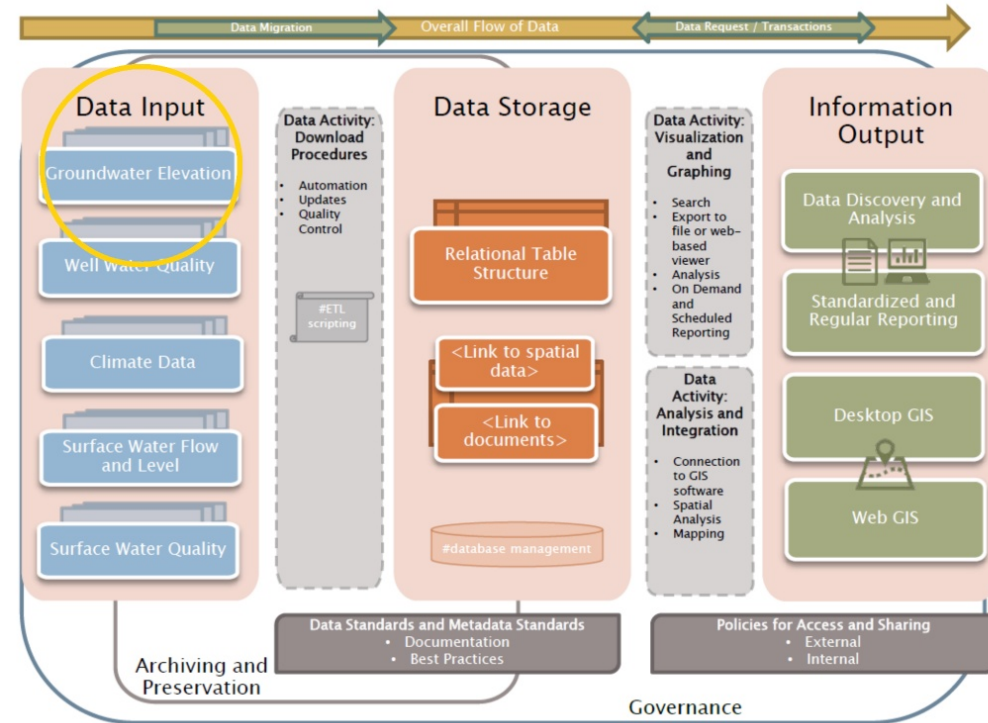 Data Migration
Overall Flow of Data
Data Request / Transactions
Data Input
Groundwater Elevation
Well Water Quality
Climate Data
Surface Water Flow
and Level
Surface Water Quality
Data Activity:
Download
Procedures
• Automation
• Updates
• Quality
Control
#ETL
scripting
Data Storage
Relational Table
Structure
<Link to spatial
data>
<Link to
documents>
#database management
Data Activity:
Visualization
and
Graphing
• Search
• Export to
file or web-
based
viewer
• Analysis
• On Demand
and
Scheduled
Reporting
Data
Activity:
Analysis and
Integration
• Connection
to GIS
software
• Spatial
Analysis
• Mapping
Information
Output
Data Discovery and
Analysis
Standardized and
Regular Reporting
Desktop GIS
Web GIS
Data Standards and Metadata Standards
• Documentation
• Best Practices
Policies for Access and Sharing
• External
• Internal
Archiving and
Preservation
Governance